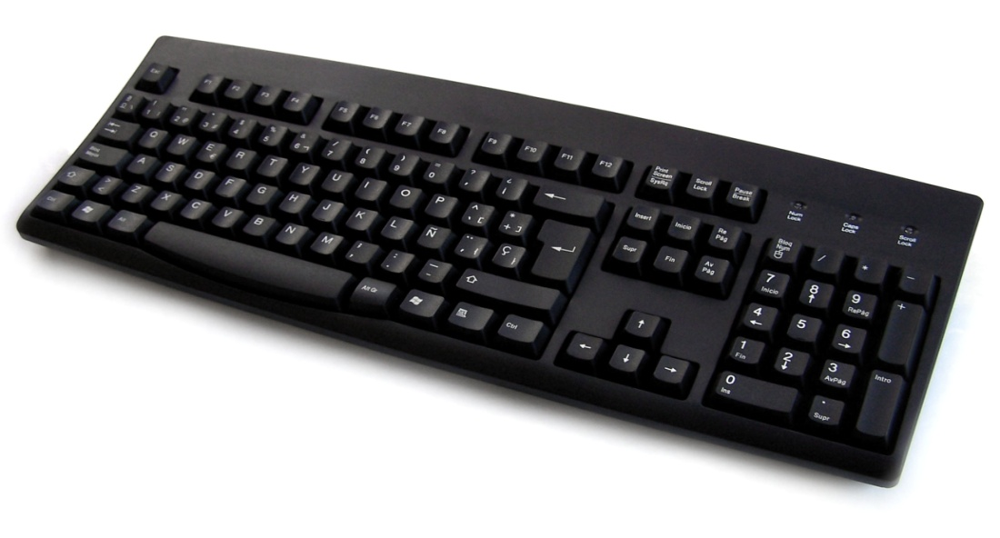 Esc F1 F2 F3 F4 F5 F6 F7 F8 F9 F10 F11 F12
Print
Screen
SysRq
Scroll
Lock
Pause
Break
Num
Lock
Caps
Lock
Scroll
Lock
1 2 3 4 5 6 7 8 9 0 ? ¿
Q W E R T Y U I O P
€
A S D F G H J K L Ñ
Z X C V B N M
Alt Gr
Ctrl
Insert
Inicio
Re
Pág
Supr
Fin
Av
Pág
Bloq
Num
/ * -
7
Inicio
8
9
RePág
+
4
5
6
1
Fin
2
3
AvPág
Intro
0
Ins
.
Supr